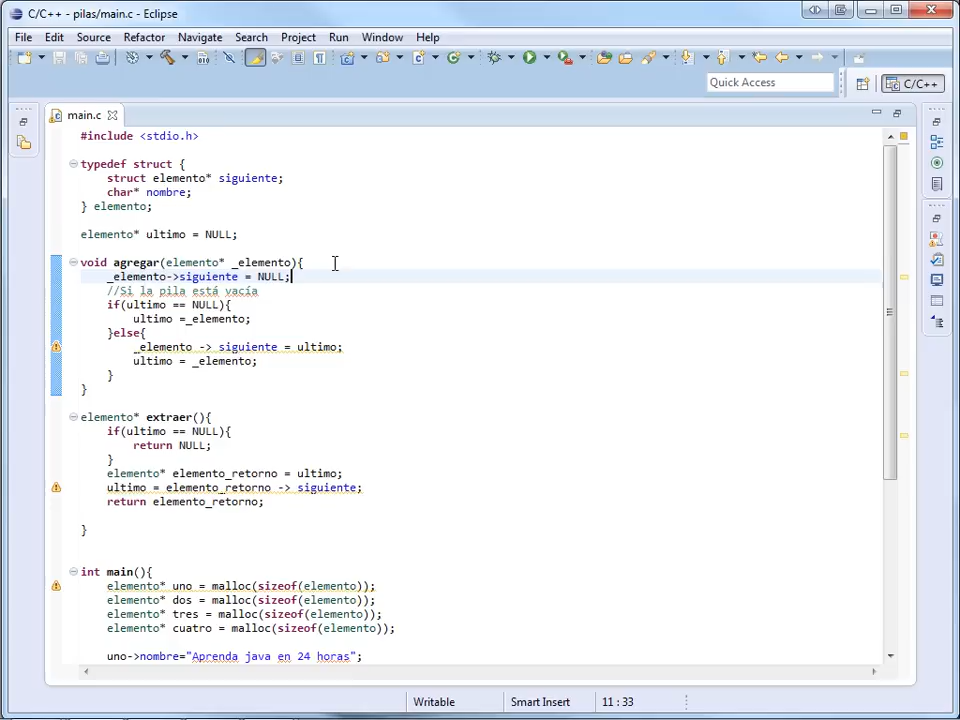 C/C++ - pilas/main.c - Eclipse
File Edit Source Refactor Navigate Search Project Run Window Help
Quick Access
C/C++
main.c
#include <stdio.h>
typedef struct {
struct elemento* siguiente;
char* nombre;
} elemento;
elemento* ultimo = NULL;
void agregar(elemento* _elemento){
_elemento->siguiente = NULL;
//Si la pila está vacía
if(ultimo == NULL){
ultimo =_elemento;
}else{
_elemento -> siguiente = ultimo;
ultimo = _elemento;
}
}
elemento* extraer(){
if(ultimo == NULL){
return NULL;
}
elemento* elemento_retorno = ultimo;
ultimo = elemento_retorno -> siguiente;
return elemento_retorno;
}
int main(){
elemento* uno = malloc(sizeof(elemento));
elemento* dos = malloc(sizeof(elemento));
elemento* tres = malloc(sizeof(elemento));
elemento* cuatro = malloc(sizeof(elemento));
uno->nombre="Aprenda java en 24 horas";
Writable Smart Insert 11 : 33